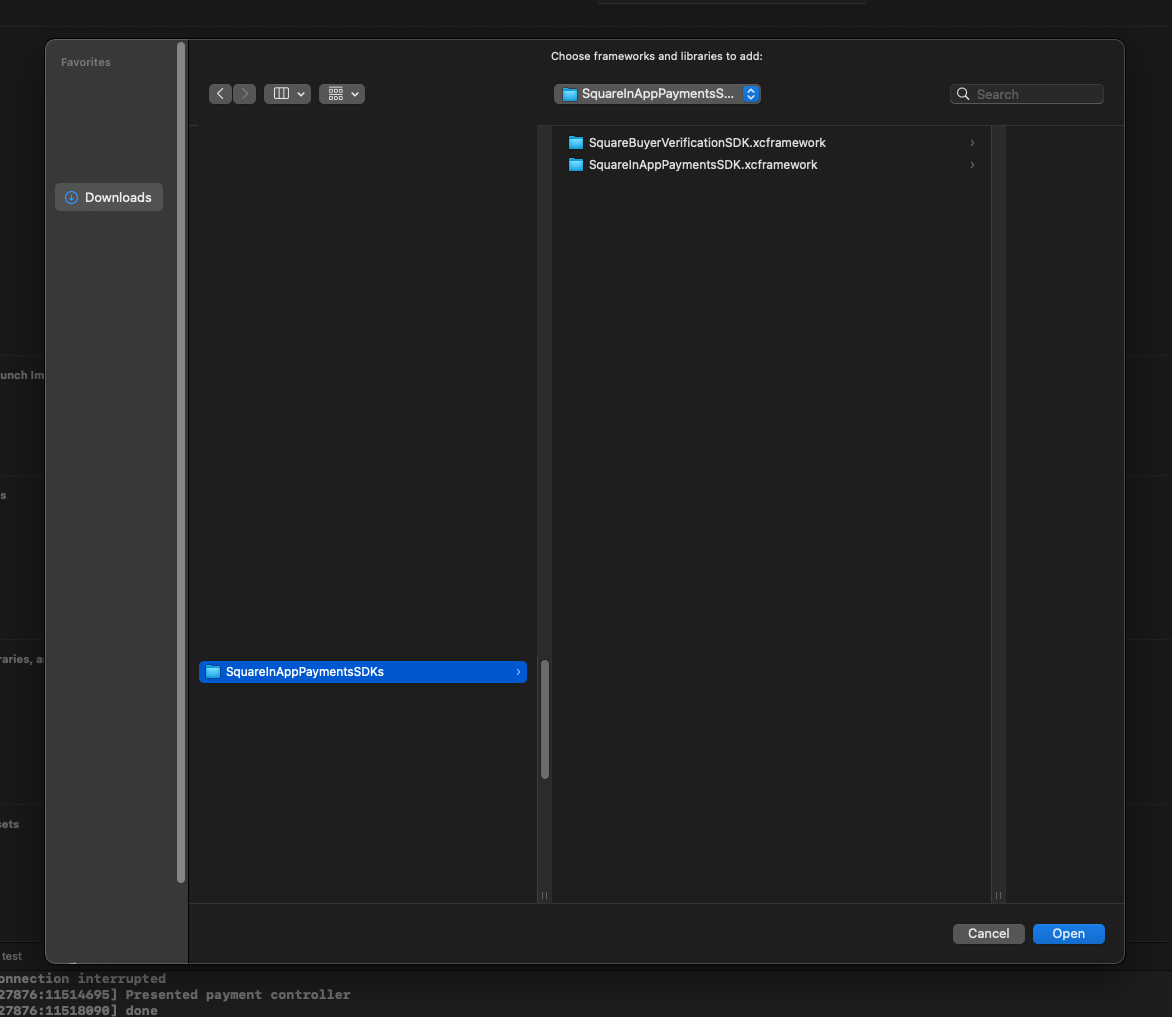 Choose frameworks and libraries to add:
Favorites
SquareInAppPaymentsS...
Search
SquareBuyerVerificationSDK.xcframework
SquareInAppPaymentsSDK.xcframework
Downloads
unch Im
s
raries, a
SquareInAppPaymentsSDKs
sets
Cancel
Open
test
onnection interrupted
27876:11514695] Presented payment controller
27876:11518090] done